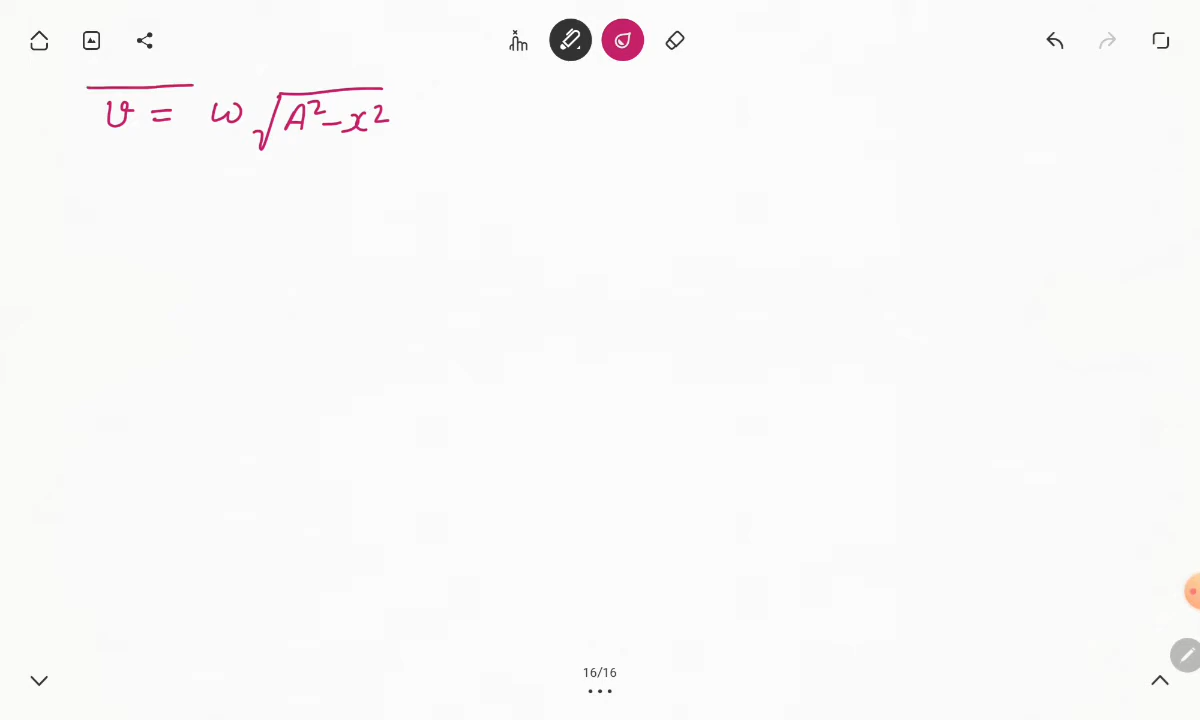 v = ω √A²-x²
16/16